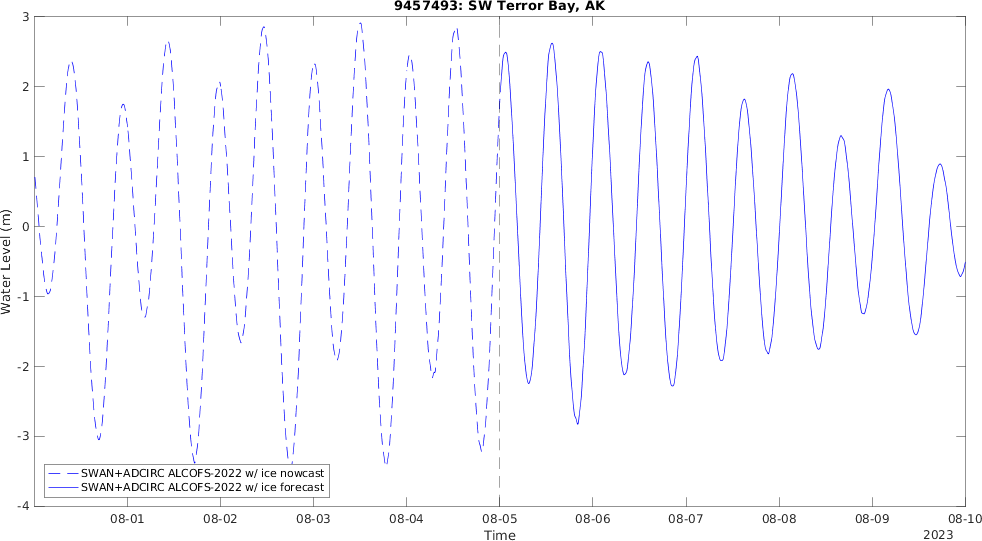 9457493: SW Terror Bay, AK
Water Level (m)
3
2
1
0
-1
-2
-3
-4
SWAN+ADCIRC ALCOFS-2022 w/ ice nowcast
SWAN+ADCIRC ALCOFS-2022 w/ ice forecast
08-01 08-02 08-03 08-04 08-05 08-06 08-07 08-08 08-09 08-10
Time
2023